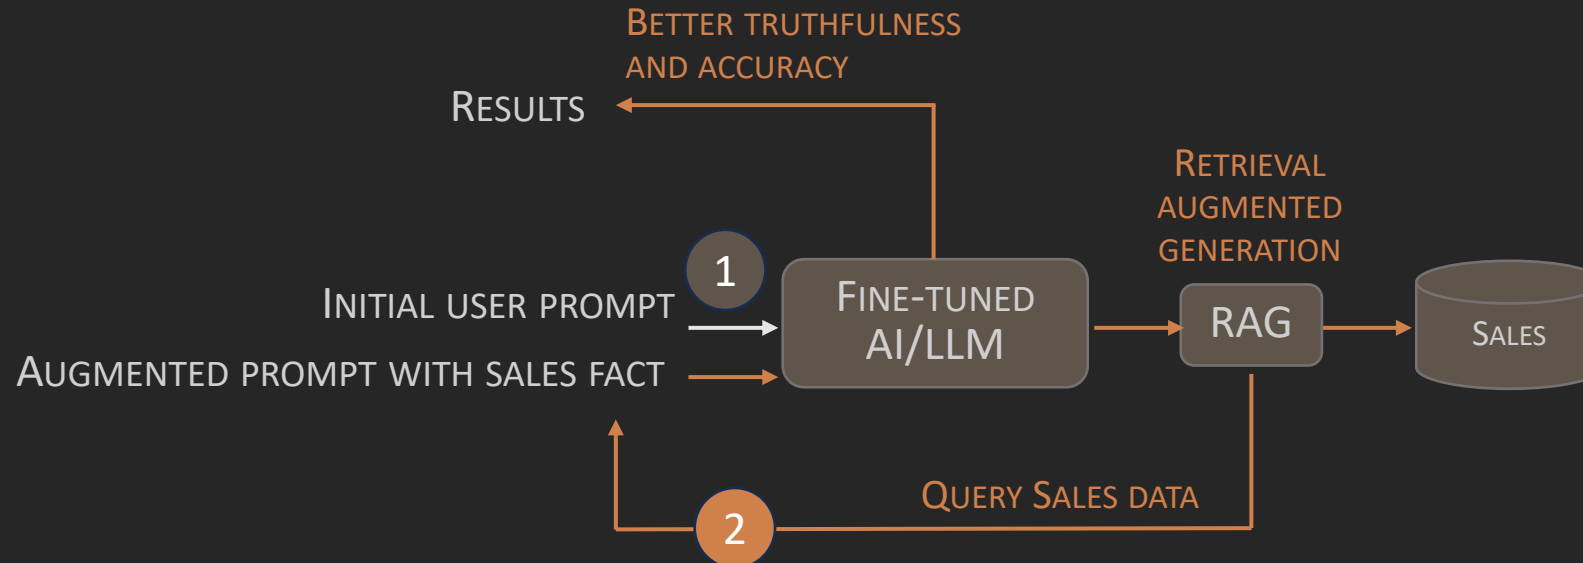 Better truthfulness
and accuracy
Results
Retrieval
augmented
generation
1
Initial user prompt
Fine-tuned
AI/LLM
RAG
Sales
Augmented prompt with sales fact
Query Sales data
2